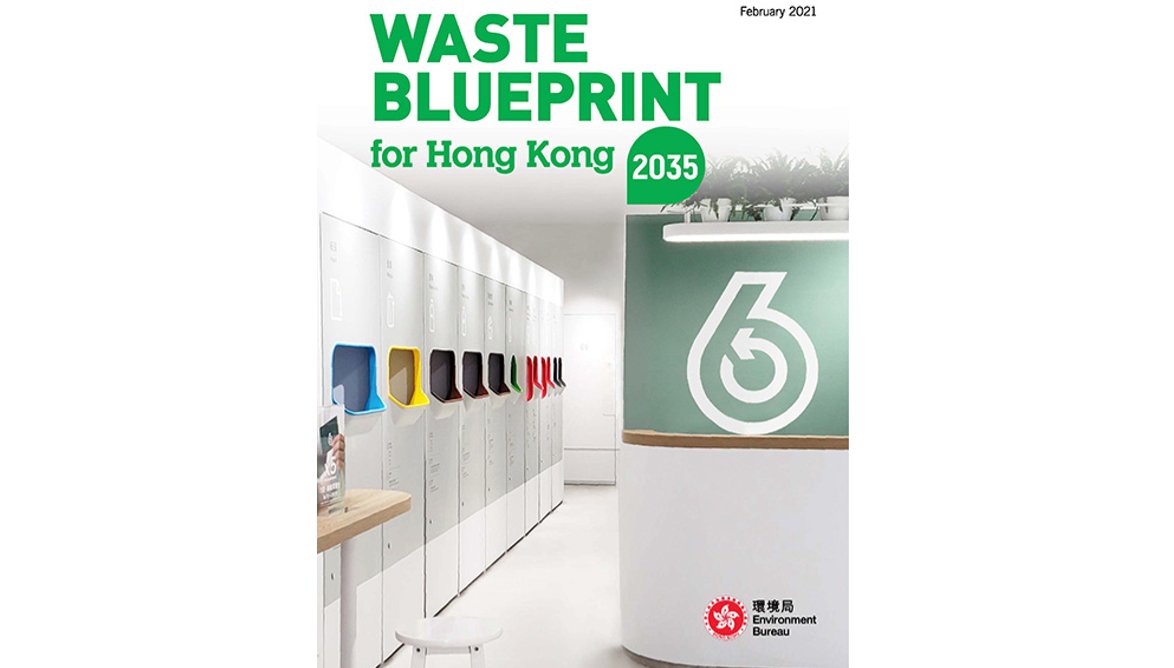 February 2021
WASTE
BLUEPRINT
for Hong Kong
2035
環境局
Environment
Bureau